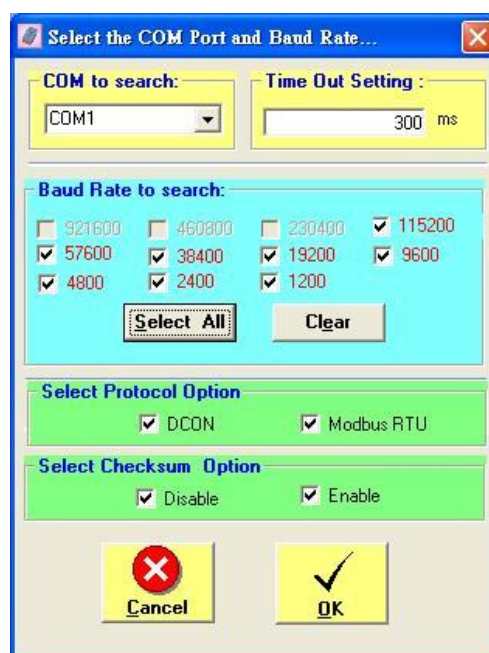 Select the COM Port and Baud Rate...
COM to search:
Time Out Setting :
COM1
300 ms
Baud Rate to search:
921600 460800 230400 115200
57600 38400 19200 9600
4800 2400 1200
Select All Clear
Select Protocol Option
DCON Modbus RTU
Select Checksum Option
Disable Enable
Cancel OK